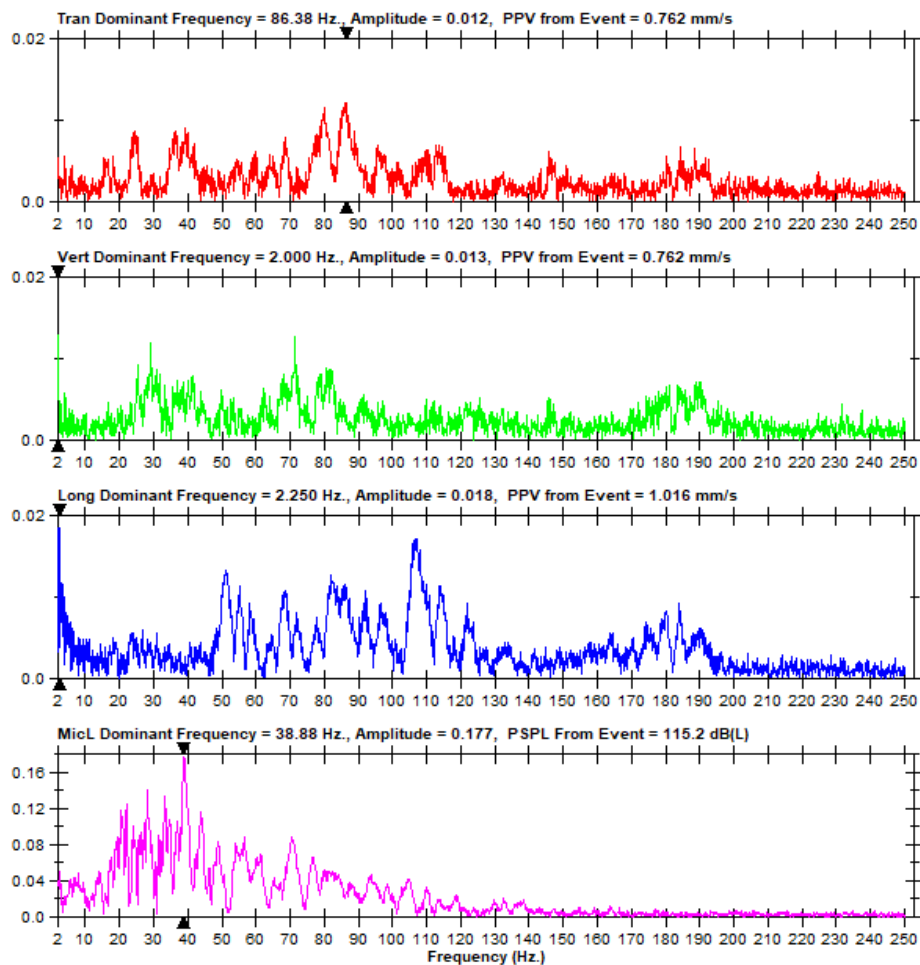 Tran Dominant Frequency = 86.38 Hz., Amplitude = 0.012, PPV from Event = 0.762 mm/s
0.02
0.0
2 10 20 30 40 50 60 70 80 90 100 110 120 130 140 150 160 170 180 190 200 210 220 230 240 250
Vert Dominant Frequency = 2.000 Hz., Amplitude = 0.013, PPV from Event = 0.762 mm/s
0.02
0.0
2 10 20 30 40 50 60 70 80 90 100 110 120 130 140 150 160 170 180 190 200 210 220 230 240 250
Long Dominant Frequency = 2.250 Hz., Amplitude = 0.018, PPV from Event = 1.016 mm/s
0.02
0.0
2 10 20 30 40 50 60 70 80 90 100 110 120 130 140 150 160 170 180 190 200 210 220 230 240 250
MicL Dominant Frequency = 38.88 Hz., Amplitude = 0.177, PSPL From Event = 115.2 dB(L)
0.16
0.12
0.08
0.04
0.0
2 10 20 30 40 50 60 70 80 90 100 110 120 130 140 150 160 170 180 190 200 210 220 230 240 250
Frequency (Hz.)